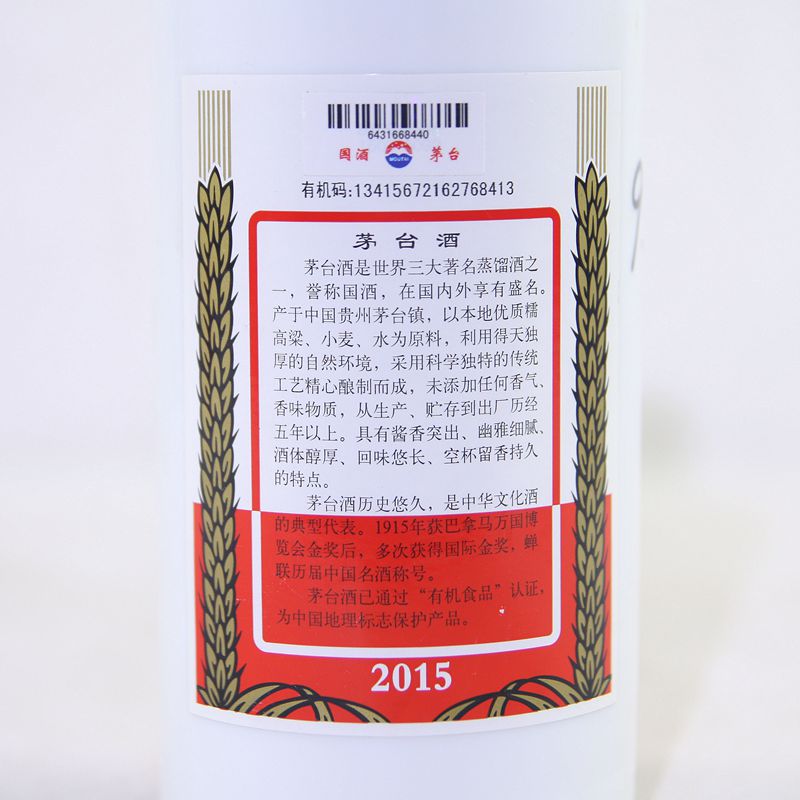 6431668440
国酒 MOUTAI 茅台
有机码:13415672162768413
茅台酒
茅台酒是世界三大著名蒸馏酒之
一，誉称国酒，在国内外享有盛名。
产于中国贵州茅台镇，以本地优质糯
高粱、小麦、水为原料，利用得天独
厚的自然环境，采用科学独特的传统
工艺精心酿制而成，未添加任何香气、
香味物质，从生产、贮存到出厂历经
五年以上。具有酱香突出、幽雅细腻、
酒体醇厚、回味悠长、空杯留香持久
的特点。
茅台酒历史悠久，是中华文化酒
的典型代表。1915年获巴拿马万国博
览会金奖后，多次获得国际金奖，蝉
联历届中国名酒称号。
茅台酒已通过“有机食品”认证，
为中国地理标志保护产品。
2015